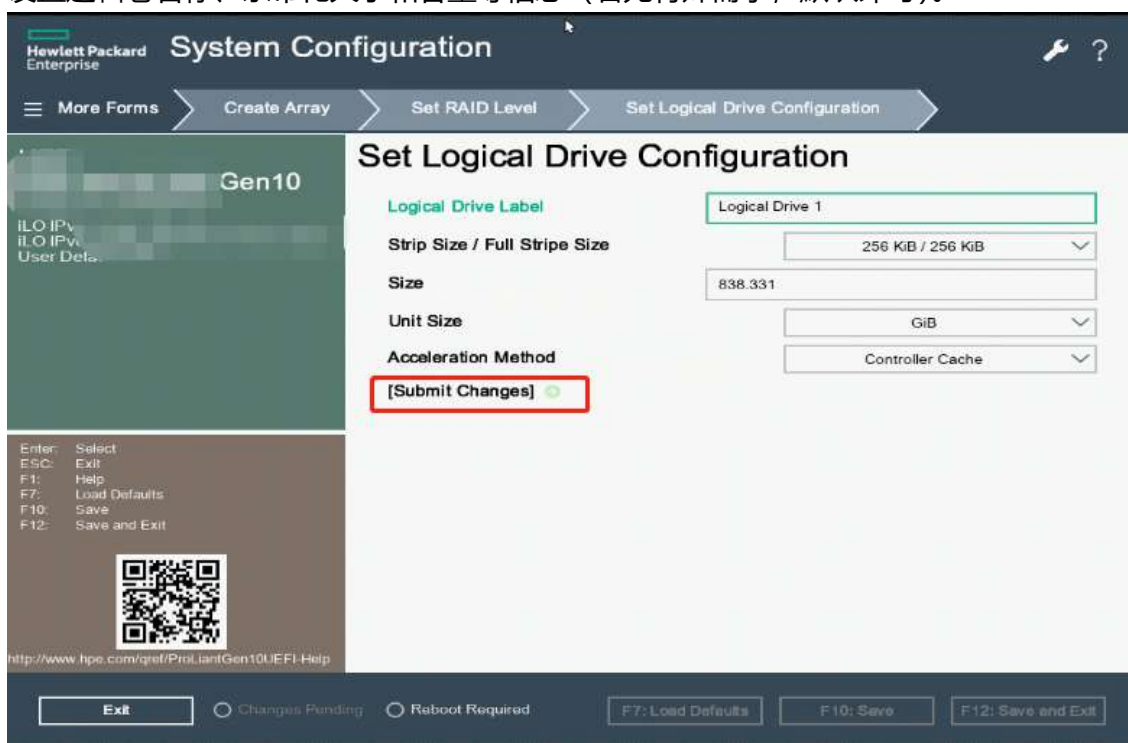 Hewlett Packard
Enterprise
System Configuration
?
More Forms
Create Array
Set RAID Level
Set Logical Drive Configuration
Gen10
iLO IPv
iLO IPv
User Defa
Set Logical Drive Configuration
Logical Drive Label
Logical Drive 1
Strip Size / Full Stripe Size
256 KiB / 256 KiB
Size
838.331
Unit Size
GiB
Acceleration Method
Controller Cache
[Submit Changes]
Enter: Select
ESC: Exit
F1: Help
F7: Load Defaults
F10: Save
F12: Save and Exit
http://www.hpe.com/qref/ProLiantGen10UEFI-Help
Exit
Changes Pending
Reboot Required
F7: Load Defaults
F10: Save
F12: Save and Exit